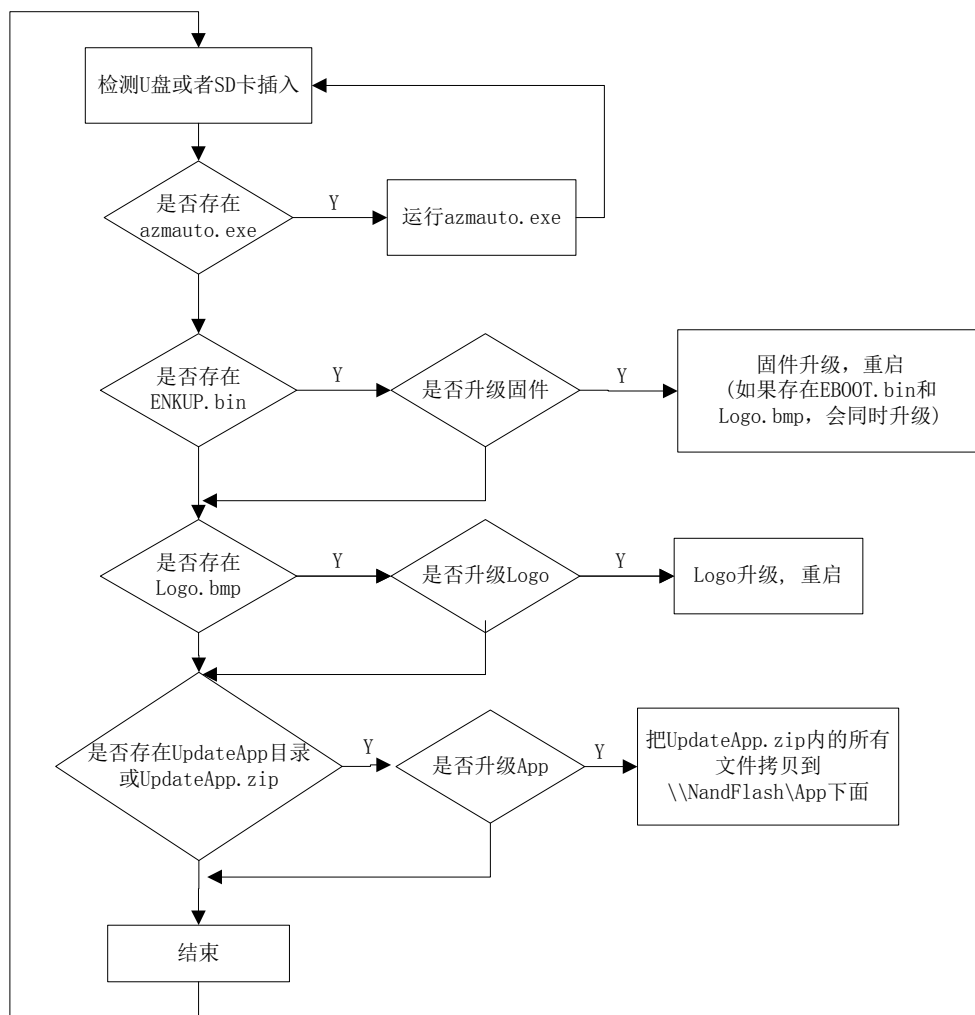 检测U盘或者SD卡插入
是否存在
azmauto.exe
Y
运行azmauto.exe
是否存在
ENKUP.bin
Y
是否升级固件
Y
固件升级，重启
(如果存在EBOOT.bin和
Logo.bmp，会同时升级)
是否存在
Logo.bmp
Y
是否升级Logo
Y
Logo升级, 重启
是否存在UpdateApp目录
或UpdateApp.zip
Y
是否升级App
Y
把UpdateApp.zip内的所有
文件拷贝到
\\NandFlash\App下面
结束